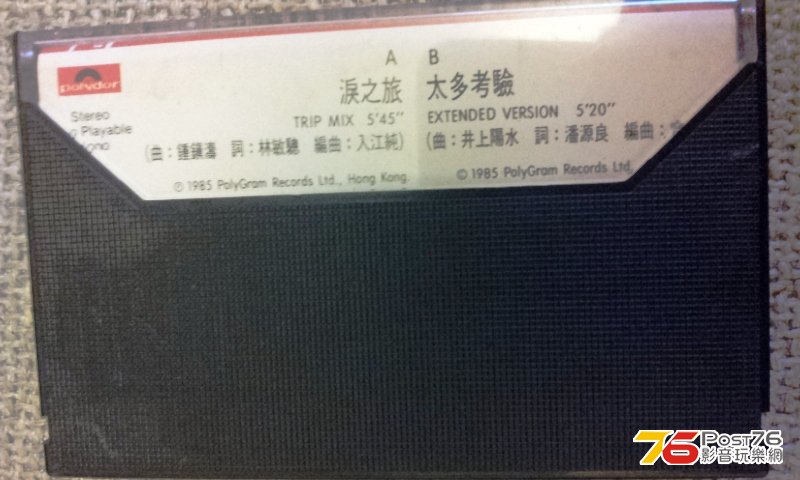 A B
polydor
淚之旅 太多考驗
Stereo
TRIP MIX 5'45" EXTENDED VERSION 5'20"
o Playable
Mono
(曲：鍾鎮濤 詞：林敏驄 編曲：入江純) (曲：井上陽水 詞：潘源良 編曲：
℗ 1985 PolyGram Records Ltd., Hong Kong. © 1985 PolyGram Records Ltd.
76 Post76
影音玩樂網